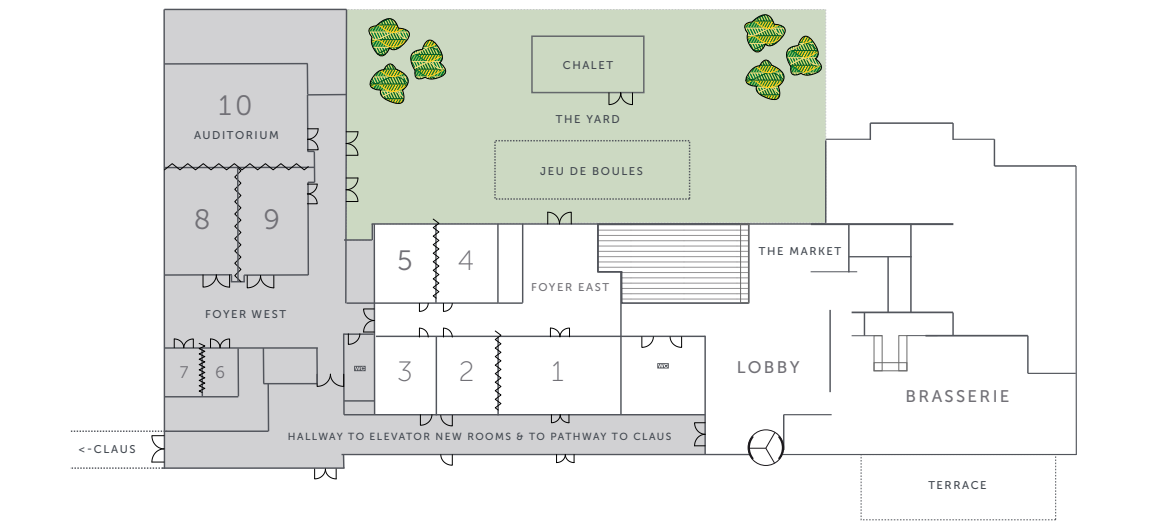 CHALET
10
AUDITORIUM
THE YARD
JEU DE BOULES
8
9
5
4
THE MARKET
FOYER EAST
FOYER WEST
7
6
3
2
1
WC
WC
LOBBY
BRASSERIE
HALLWAY TO ELEVATOR NEW ROOMS & TO PATHWAY TO CLAUS
<-CLAUS
TERRACE